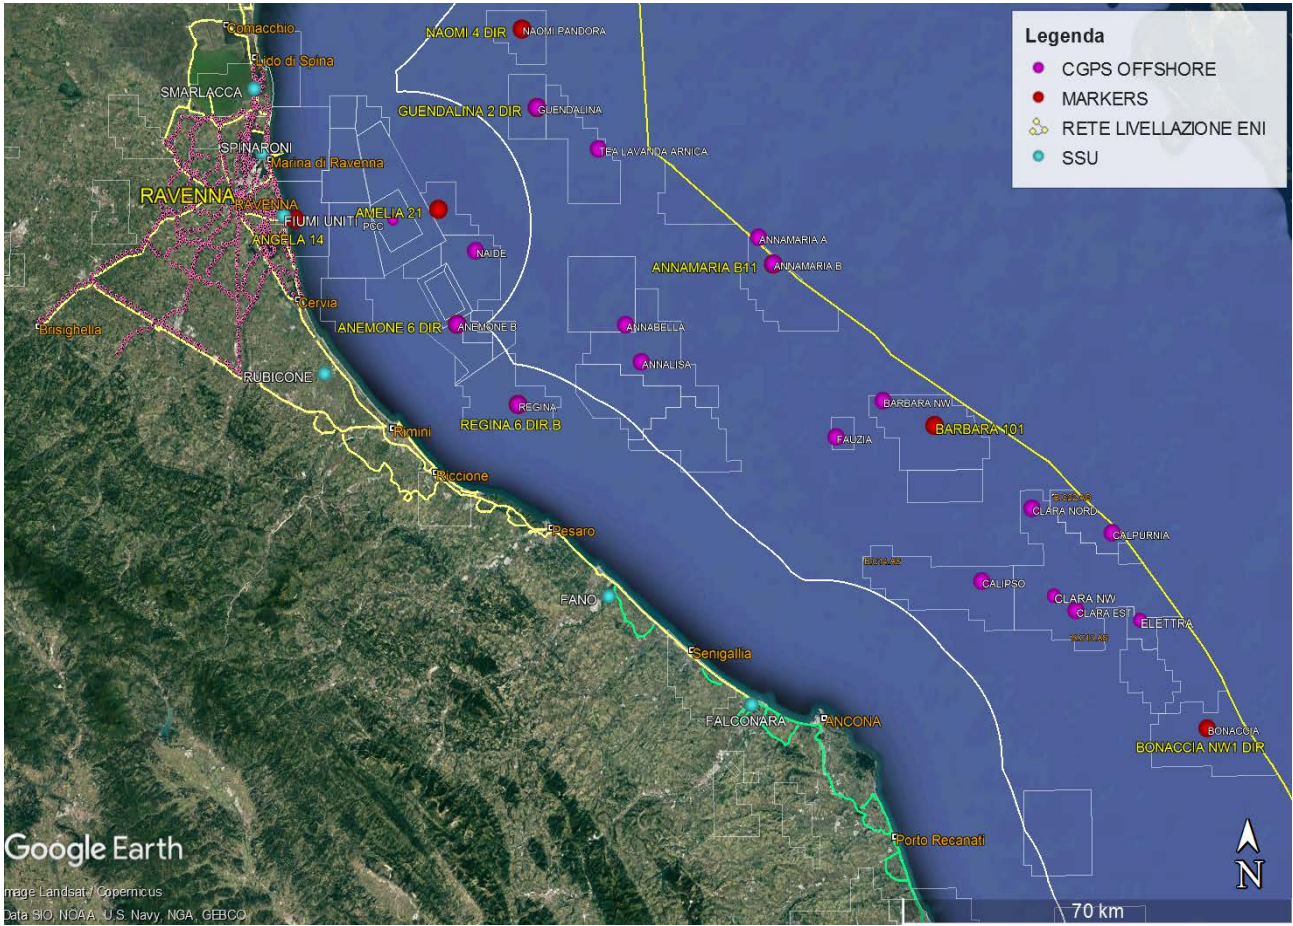 Legenda
CGPS OFFSHORE
MARKERS
RETE LIVELLAZIONE ENI
SSU
Comacchio
NAOMI 4 DIR
NAOMI PANDORA
Lido di Spina
SMARLACCA
GUENDALINA 2 DIR
GUENDALINA
SPINARONI
TEA LAVANDA ARNICA
Marina di Ravenna
RAVENNA
RAVENNA
AMELIA 21
FIUMI UNITI
PCC
ANGELA 14
ANNAMARIA A
NAIDE
ANNAMARIA B11
ANNAMARIA B
Cervia
Brisighella
ANEMONE 6 DIR
ANEMONE B
ANNABELLA
ANNALISA
RUBICONE
REGINA
REGINA 6 DIR B
BARBARA NW
BARBARA 101
Rimini
FAUZIA
Riccione
CLARA NORD
Pesaro
CALPURNIA
B.C14.AS
CALIPSO
FANO
CLARA NW
CLARA EST
ELETTRA
B.C13.AS
Senigallia
FALCONARA
ANCONA
BONACCIA
BONACCIA NW1 DIR
Porto Recanati
Google Earth
mage Landsat / Copernicus
Data SIO, NOAA, U.S. Navy, NGA, GEBCO
N
70 km